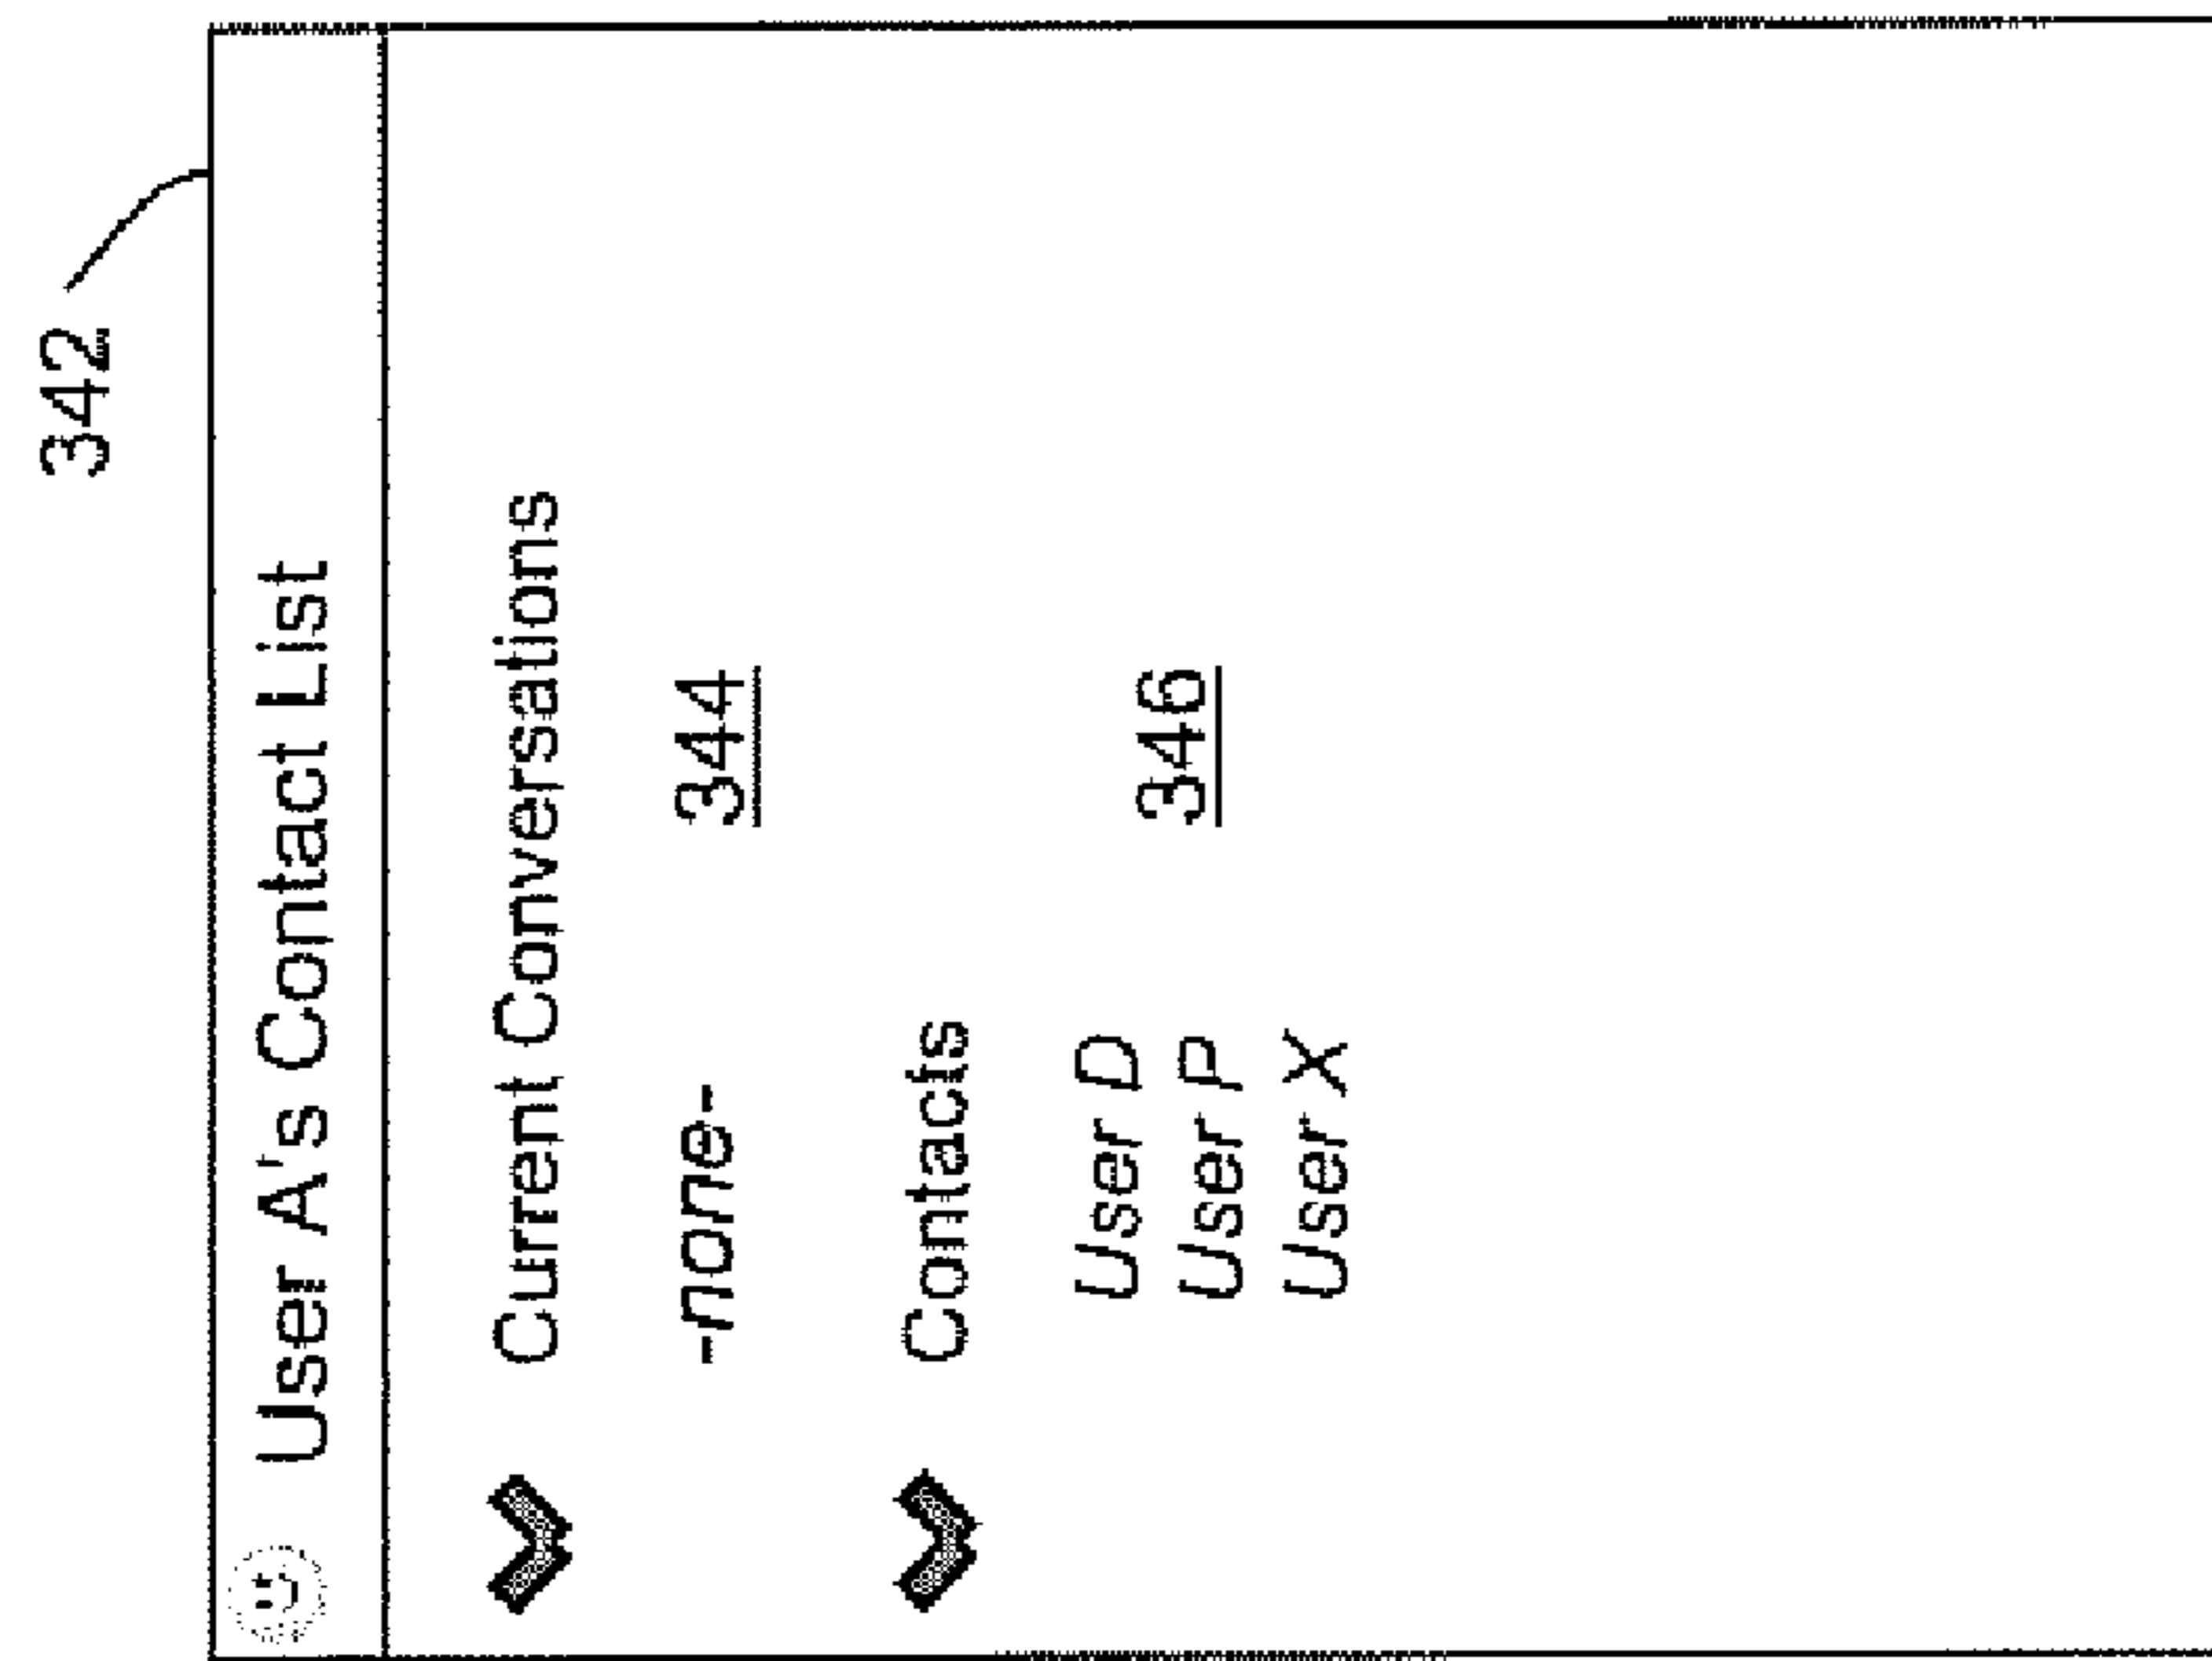 342
User A's Contact List
Current Conversations
-none-
344
Contacts
User D
346
User P
User X